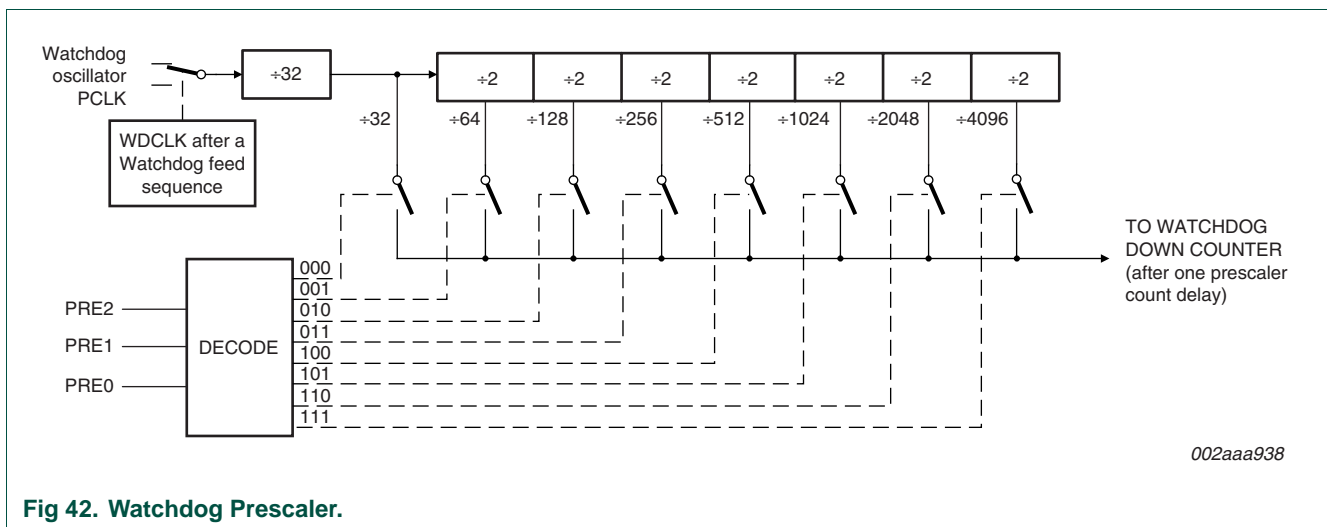 Watchdog
oscillator
PCLK
÷32
÷2 ÷2 ÷2 ÷2 ÷2 ÷2 ÷2
÷32 ÷64 ÷128 ÷256 ÷512 ÷1024 ÷2048 ÷4096
WDCLK after a
Watchdog feed
sequence
TO WATCHDOG
DOWN COUNTER
(after one prescaler
count delay)
PRE2
PRE1
PRE0
DECODE
000
001
010
011
100
101
110
111
002aaa938
Fig 42. Watchdog Prescaler.